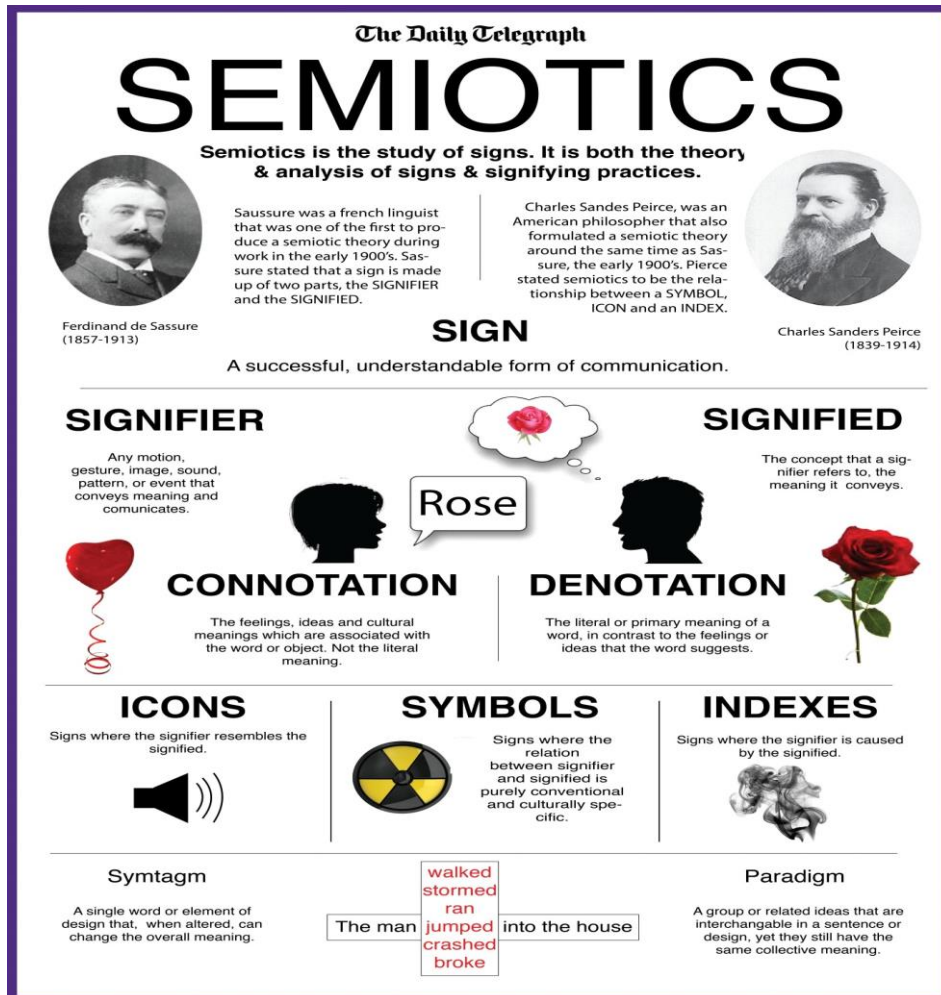 The Daily Telegraph
SEMIOTICS
Semiotics is the study of signs. It is both the theory
& analysis of signs & signifying practices.
Saussure was a french linguist
that was one of the first to pro-
duce a semiotic theory during
work in the early 1900's. Sas-
sure stated that a sign is made
up of two parts, the SIGNIFIER
and the SIGNIFIED.
Charles Sandes Peirce, was an
American philosopher that also
formulated a semiotic theory
around the same time as Sas-
sure, the early 1900's. Pierce
stated semiotics to be the rela-
tionship between a SYMBOL,
ICON and an INDEX.
Ferdinand de Sassure
(1857-1913)
Charles Sanders Peirce
(1839-1914)
SIGN
A successful, understandable form of communication.
SIGNIFIER
Any motion,
gesture, image, sound,
pattern, or event that
conveys meaning and
comunicates.
Rose
SIGNIFIED
The concept that a sig-
nifier refers to, the
meaning it conveys.
CONNOTATION
The feelings, ideas and cultural
meanings which are associated with
the word or object. Not the literal
meaning.
DENOTATION
The literal or primary meaning of a
word, in contrast to the feelings or
ideas that the word suggests.
ICONS
Signs where the signifier resembles the
signified.
SYMBOLS
Signs where the
relation
between signifier
and signified is
purely conventional
and culturally spe-
cific.
INDEXES
Signs where the signifier is caused
by the signified.
Symtagm
A single word or element of
design that, when altered, can
change the overall meaning.
walked
stormed
ran
The man jumped into the house
crashed
broke
Paradigm
A group or related ideas that are
interchangable in a sentence or
design, yet they still have the
same collective meaning.